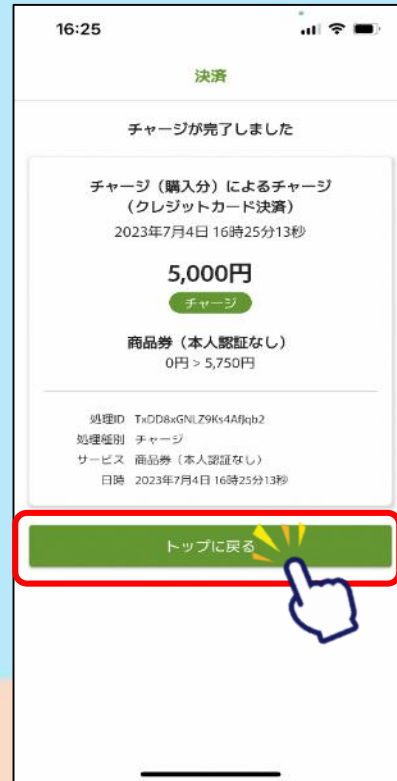 16:25
決済
チャージが完了しました
チャージ（購入分）によるチャージ
（クレジットカード決済）
2023年7月4日 16時25分13秒
5,000円
チャージ
商品券（本人認証なし）
0円 > 5,750円
処理ID
処理種別 チャージ
サービス 商品券（本人認証なし）
日時 2023年7月4日 16時25分13秒
トップに戻る